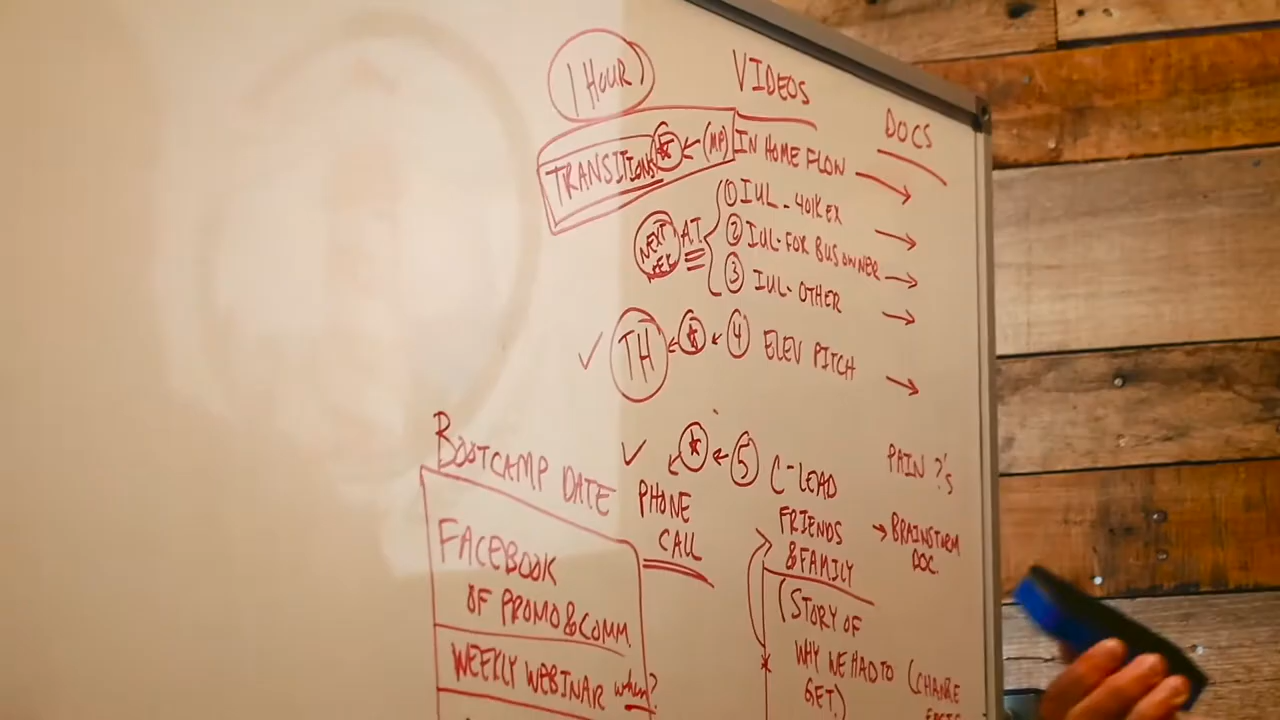 1 HOUR
VIDEOS
DOCS
TRANSITIONS ← (MP) IN HOME FLOW →
NEXT A.T. ① IUL - 401K EX →
② IUL - FOR BUS OWNER →
③ IUL - OTHER →
✓ TH ← ← ④ ELEV PITCH →
✓ ← ⑤ C-LEAD
PAIN ?'s
PHONE
CALL
FRIENDS
& FAMILY
→ BRAINSTORM
DOC.
(STORY OF
WHY WE HAD TO
GET)
(CHANGE
BOOTCAMP DATE
FACEBOOK
OF PROMO & COMM.
WEEKLY WEBINAR when?